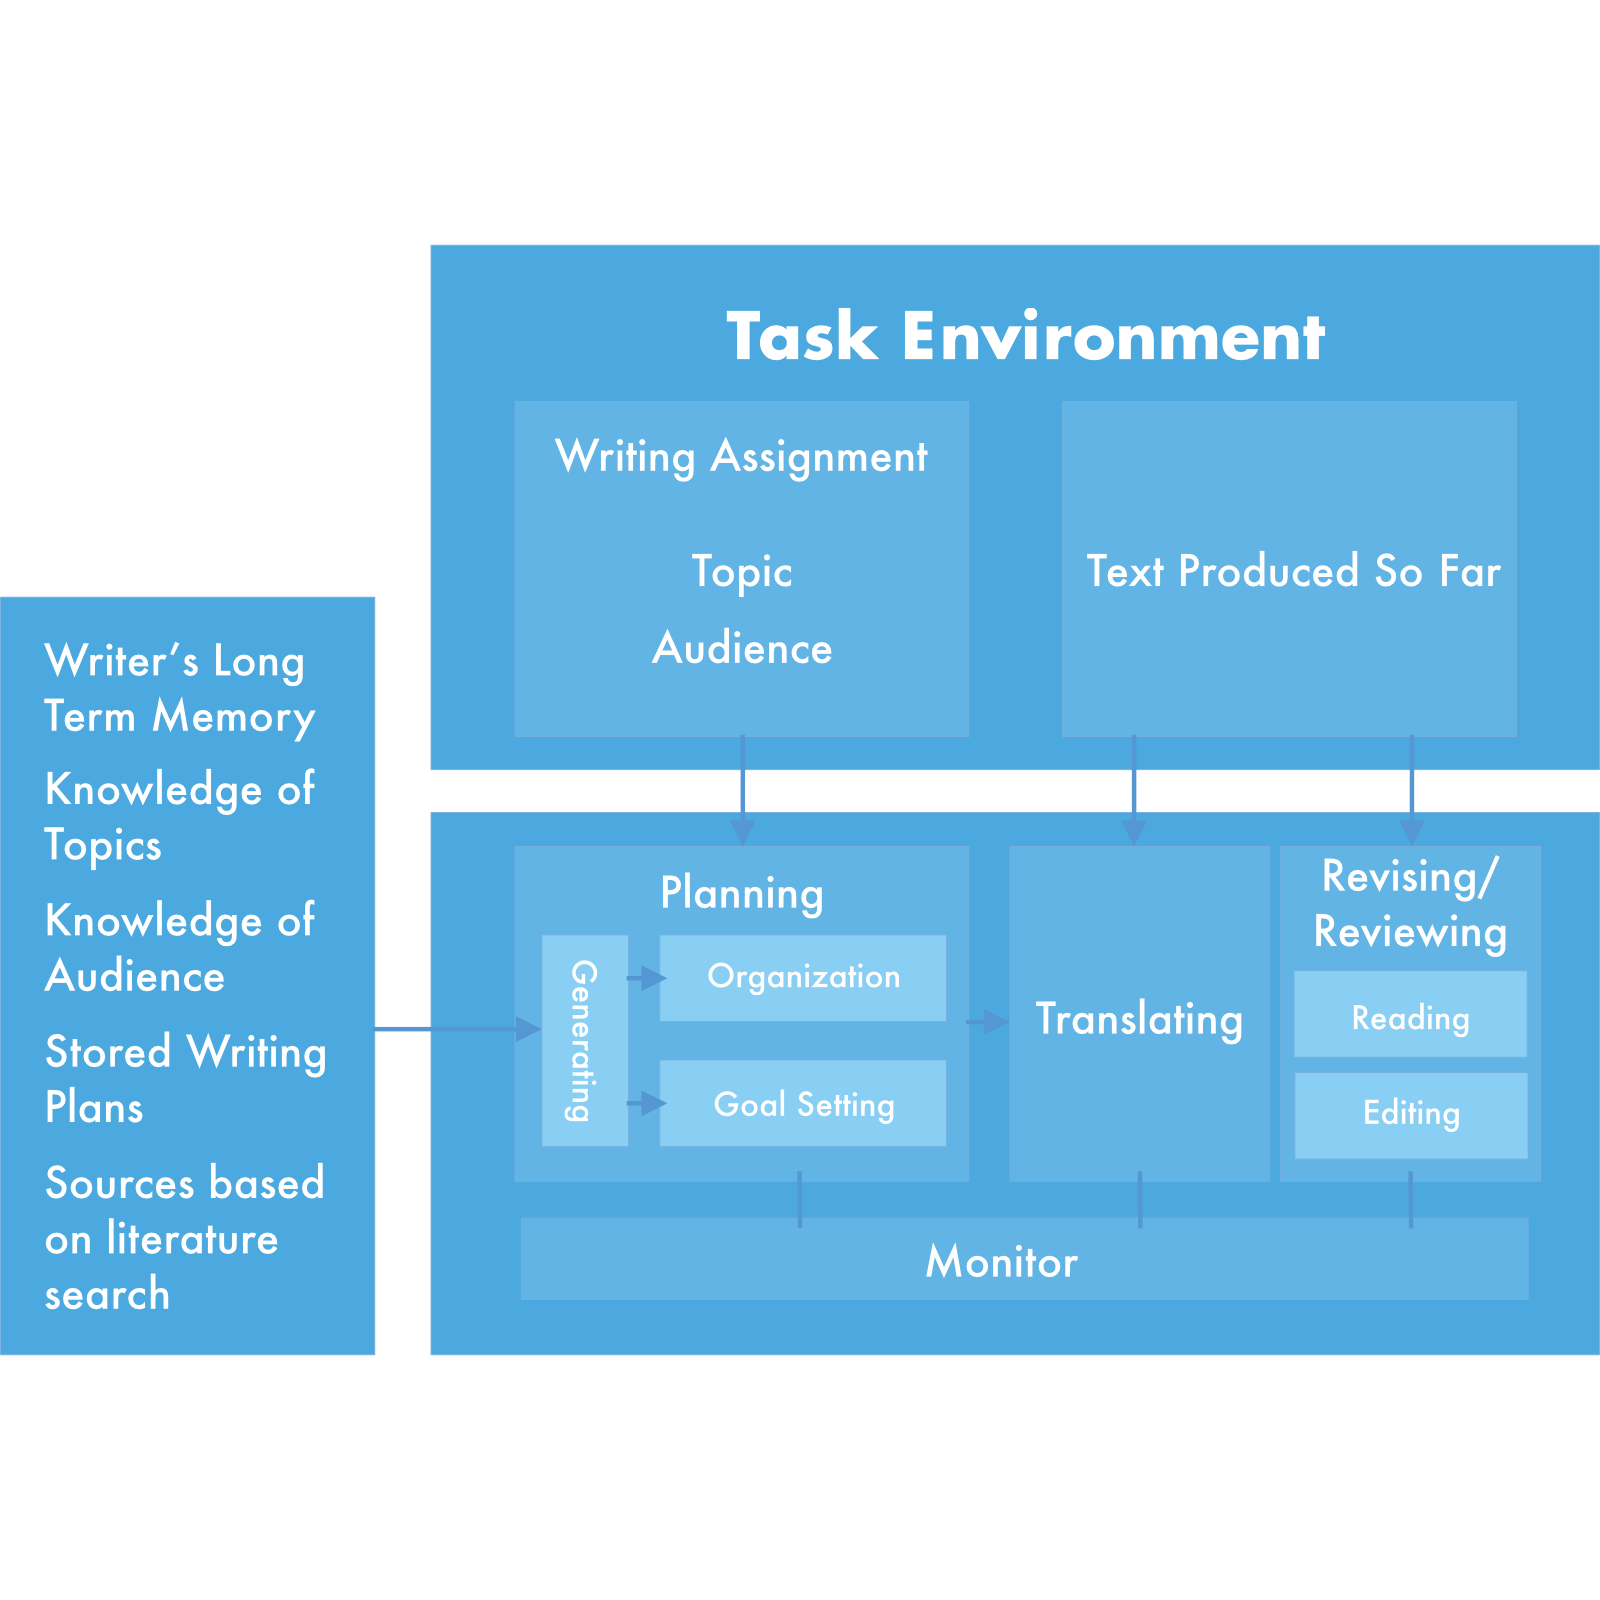 Task Environment
Writing Assignment
Topic
Audience
Text Produced So Far
Writer’s Long
Term Memory
Knowledge of
Topics
Knowledge of
Audience
Stored Writing
Plans
Sources based
on literature
search
Planning
Generating
Organization
Goal Setting
Translating
Revising/
Reviewing
Reading
Editing
Monitor